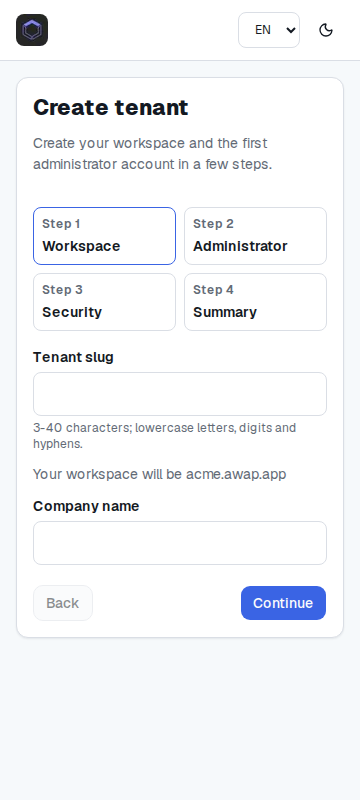 EN
Create tenant
Create your workspace and the first
administrator account in a few steps.
Step 1
Workspace
Step 2
Administrator
Step 3
Security
Step 4
Summary
Tenant slug
3-40 characters; lowercase letters, digits and
hyphens.
Your workspace will be acme.awap.app
Company name
Back
Continue